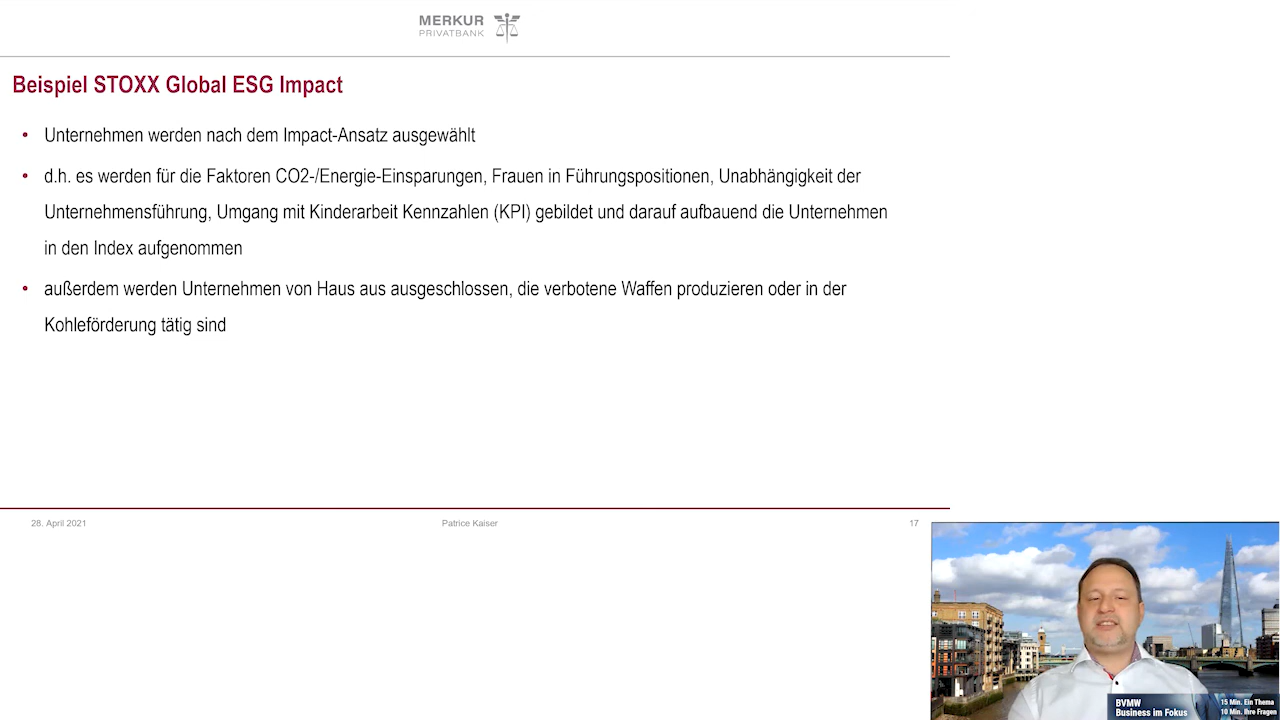 MERKUR
PRIVATBANK
Beispiel STOXX Global ESG Impact
• Unternehmen werden nach dem Impact-Ansatz ausgewählt
• d.h. es werden für die Faktoren CO2-/Energie-Einsparungen, Frauen in Führungspositionen, Unabhängigkeit der
Unternehmensführung, Umgang mit Kinderarbeit Kennzahlen (KPI) gebildet und darauf aufbauend die Unternehmen
in den Index aufgenommen
• außerdem werden Unternehmen von Haus aus ausgeschlossen, die verbotene Waffen produzieren oder in der
Kohleförderung tätig sind
28. April 2021
Patrice Kaiser
17
BVMW
Business im Fokus
15 Min. Ein Thema
10 Min. Ihre Fragen